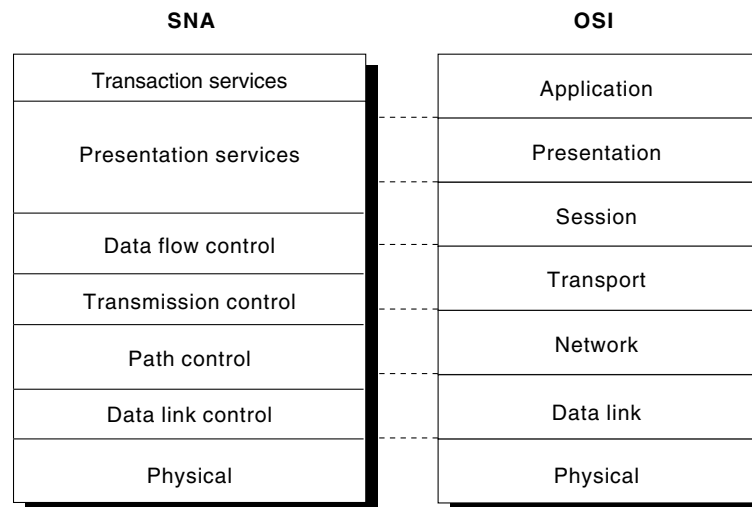 SNA
Transaction services
Presentation services
Data flow control
Transmission control
Path control
Data link control
Physical
OSI
Application
Presentation
Session
Transport
Network
Data link
Physical